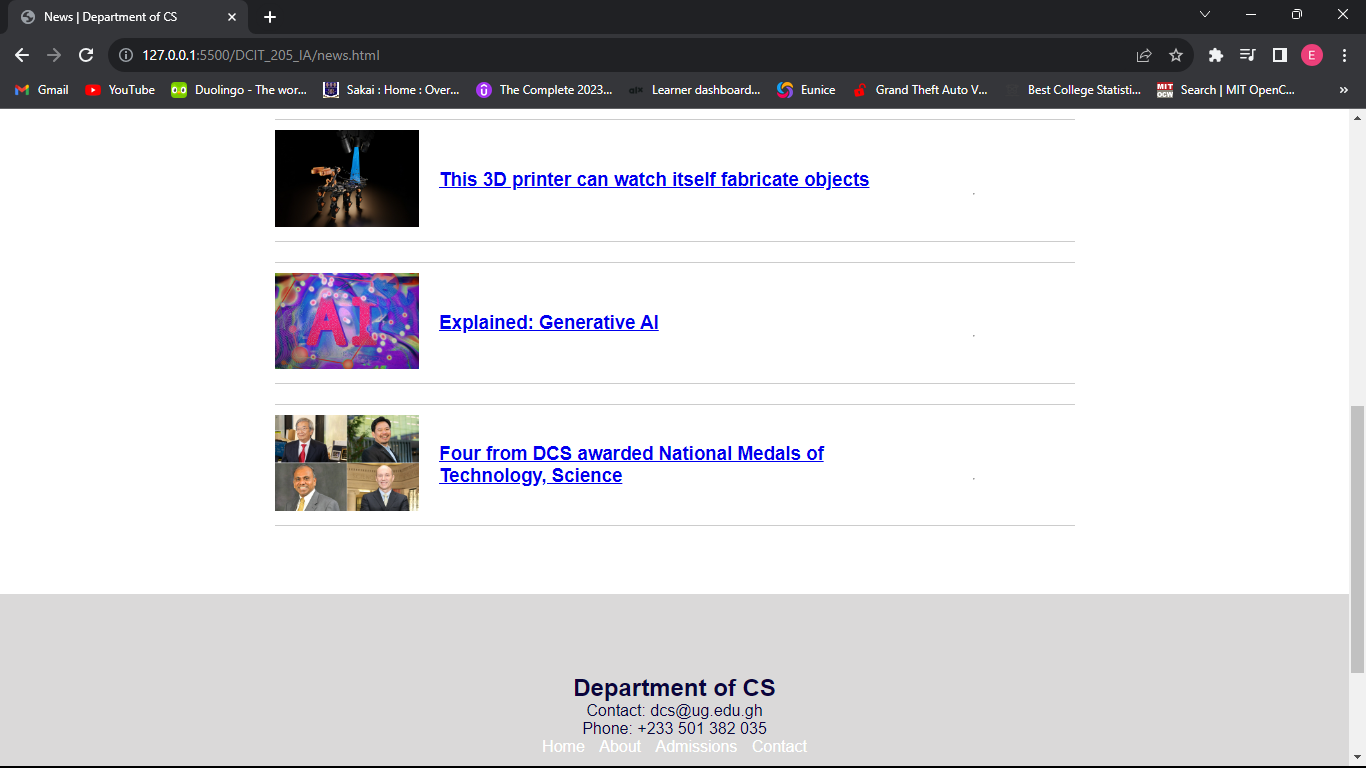 News | Department of CS
127.0.0.1:5500/DCIT_205_IA/news.html
E
Gmail YouTube Duolingo - The wor... Sakai : Home : Over... The Complete 2023... Learner dashboard... Eunice Grand Theft Auto V... Best College Statisti... MIT OCW Search | MIT OpenC... »
This 3D printer can watch itself fabricate objects
AI
Explained: Generative AI
Four from DCS awarded National Medals of
Technology, Science
Department of CS
Contact: dcs@ug.edu.gh
Phone: +233 501 382 035
Home About Admissions Contact